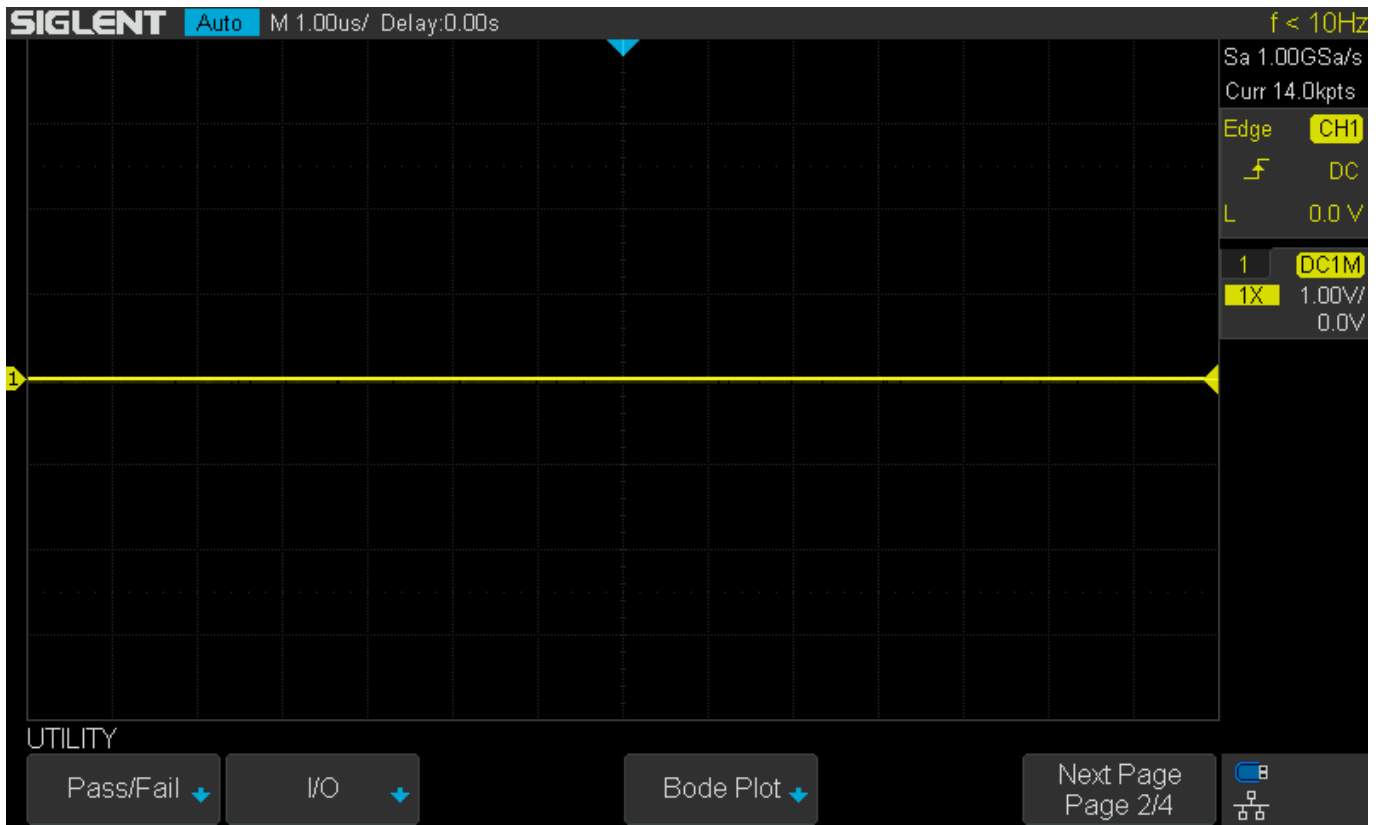 SIGLENT Auto M 1.00us/ Delay:0.00s f < 10Hz
Sa 1.00GSa/s
Curr 14.0kpts
Edge CH1
DC
L 0.0 V
1 DC1M
1X 1.00V/
0.0V
1
UTILITY
Pass/Fail I/O Bode Plot Next Page
Page 2/4